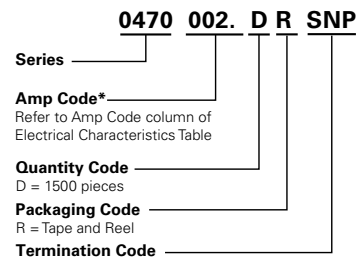 0470 002. D R SNP
Series
Amp Code*
Refer to Amp Code column of
Electrical Characteristics Table
Quantity Code
D = 1500 pieces
Packaging Code
R = Tape and Reel
Termination Code